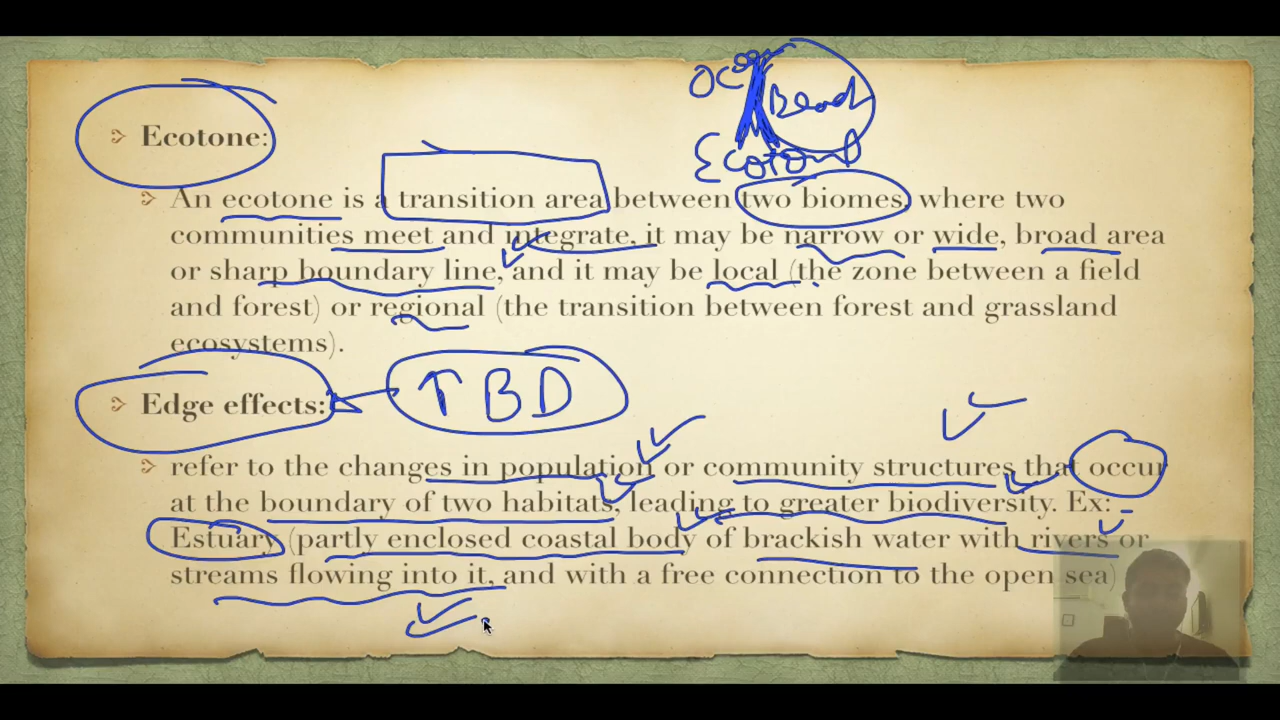 Ecotone:
An ecotone is a transition area between two biomes, where two
communities meet and integrate, it may be narrow or wide, broad area
or sharp boundary line, and it may be local (the zone between a field
and forest) or regional (the transition between forest and grassland
ecosystems).
Edge effects:
↑ B D
refer to the changes in population or community structures that occur
at the boundary of two habitats, leading to greater biodiversity. Ex:
Estuary (partly enclosed coastal body of brackish water with rivers or
streams flowing into it, and with a free connection to the open sea)